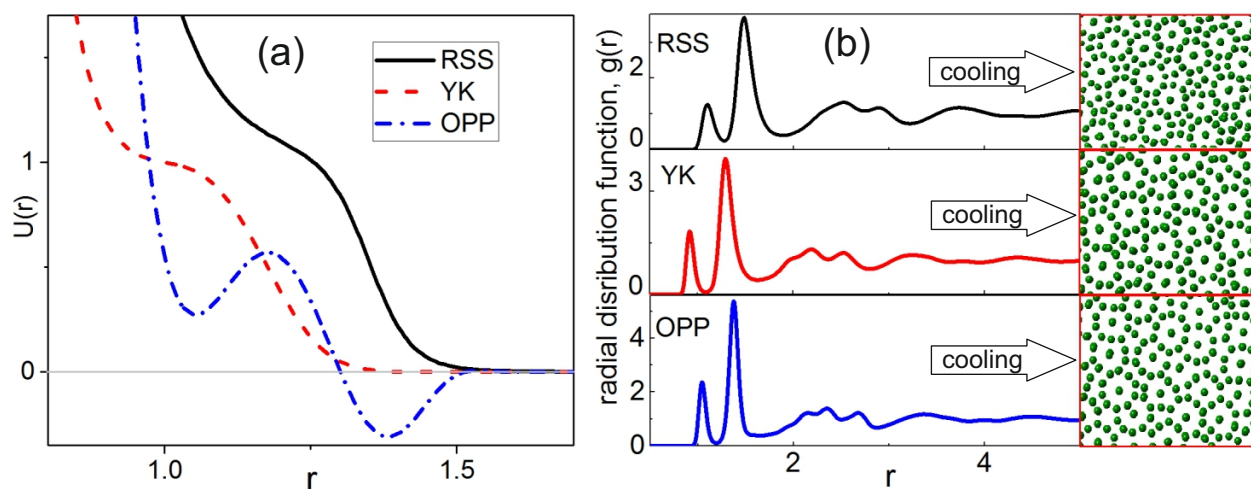 (a)
RSS
YK
OPP
U(r)
1
0
1.0
1.5
r
(b)
radial disribution function, g(r)
RSS
2
0
cooling
YK
3
0
cooling
OPP
4
2
0
cooling
2
4
r